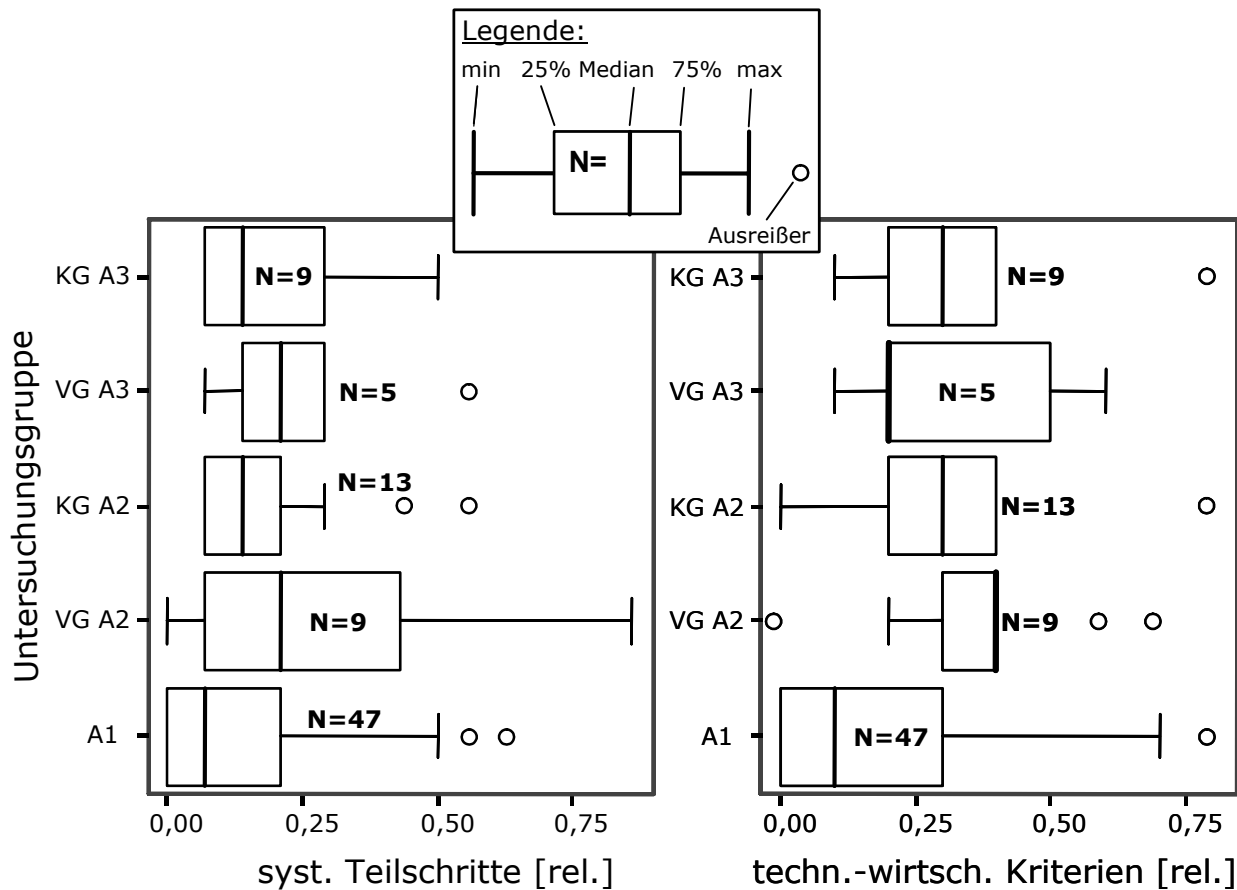 Legende:
min 25% Median 75% max
N=
Ausreißer
Untersuchungsgruppe
KG A3
N=9
VG A3
N=5
KG A2
N=13
VG A2
N=9
A1
N=47
0,00 0,25 0,50 0,75
syst. Teilschritte [rel.]
KG A3
N=9
VG A3
N=5
KG A2
N=13
VG A2
N=9
A1
N=47
0,00 0,25 0,50 0,75
techn.-wirtsch. Kriterien [rel.]